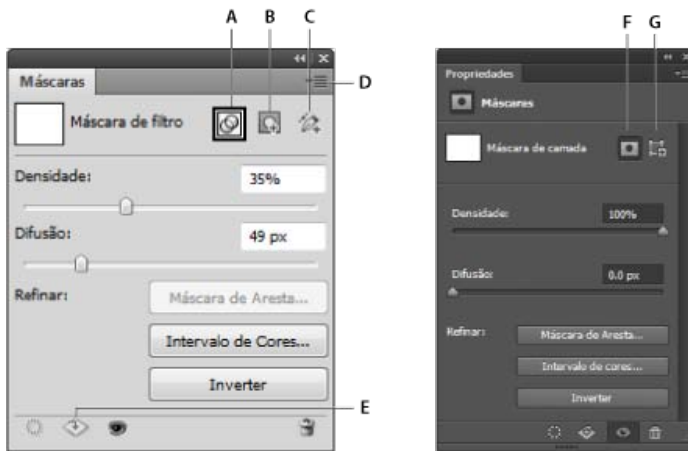 A B C
D
Máscaras
Máscara de filtro
Densidade:
35%
Difusão:
49 px
Refinar:
Máscara de Aresta...
Intervalo de Cores...
Inverter
E
F G
Propriedades
Máscaras
Máscara de camada
Densidade:
100%
Difusão:
0.0 px
Refinar:
Máscara de Aresta...
Intervalo de cores...
Inverter